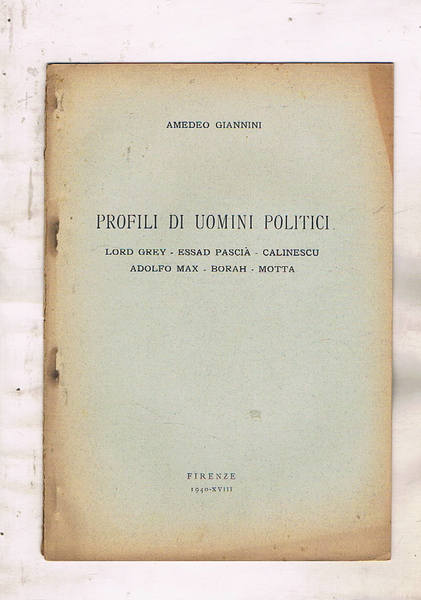 AMEDEO GIANNINI
PROFILI DI UOMINI POLITICI
LORD GREY - ESSAD PASCIÀ - CALINESCU
ADOLFO MAX - BORAH - MOTTA
FIRENZE
1940-XVIII